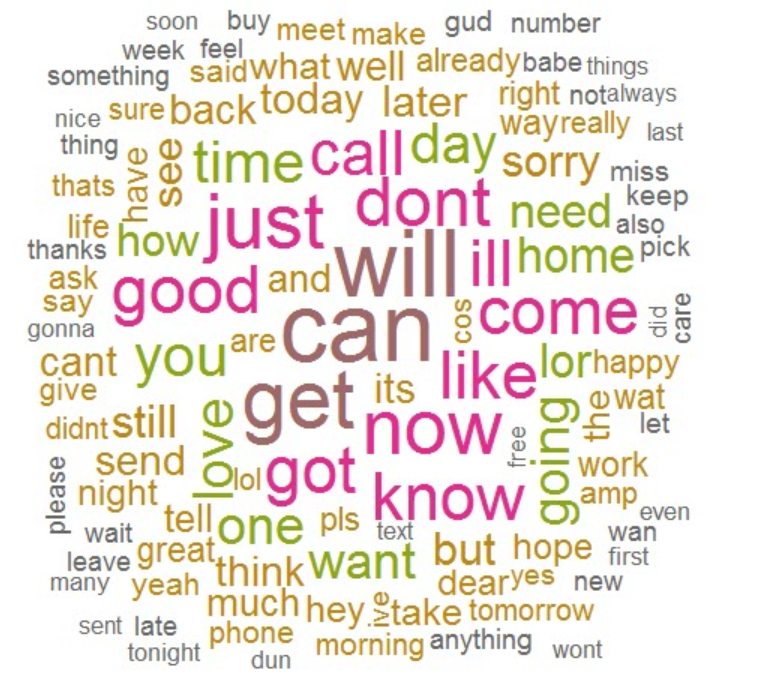 soon buy meet make gud number
week feel
something said what well already babe things
nice sure back today later right not always
way really last
thing have see time call day sorry miss
thats just dont need keep
life also
thanks how will ill home pick
ask good and
say come did care
gonna can cos
cant you are like lor happy
give get its the wat
didnt still love now going let
send lol got free work
please night know amp
even
tell one pls text
wait but hope wan
leave great want first
many yeah think dear yes new
much hey ive take tomorrow
sent late phone morning anything wont
tonight dun